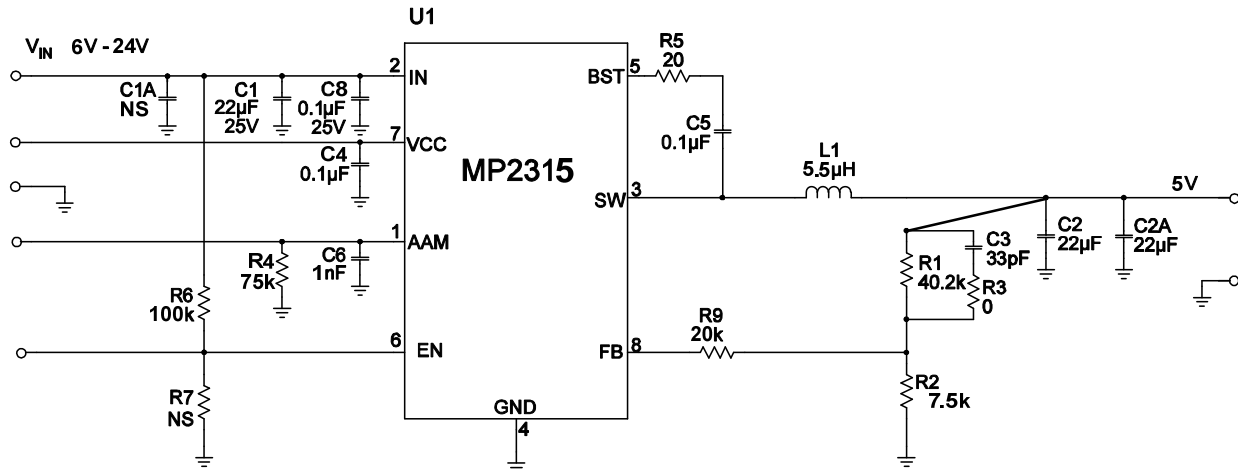 U1
V_IN 6V - 24V
2
IN
C1A
NS
C1
22µF
25V
C8
0.1µF
25V
7
VCC
C4
0.1µF
1
AAM
R4
75k
C6
1nF
R6
100k
6
EN
R7
NS
MP2315
GND
4
BST
5
R5
20
C5
0.1µF
SW
3
L1
5.5µH
5V
C2
22µF
C2A
22µF
C3
33pF
R1
40.2k
R3
0
FB
8
R9
20k
R2
7.5k